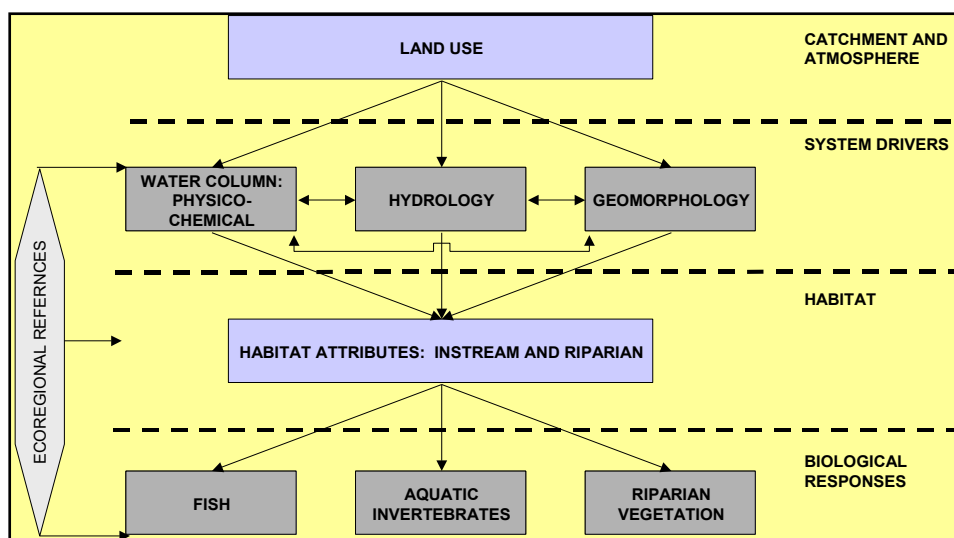 LAND USE
CATCHMENT AND
ATMOSPHERE
SYSTEM DRIVERS
WATER COLUMN:
PHYSICO-
CHEMICAL
HYDROLOGY
GEOMORPHOLOGY
HABITAT
ECOREGIONAL REFERNCES
HABITAT ATTRIBUTES: INSTREAM AND RIPARIAN
BIOLOGICAL
RESPONSES
FISH
AQUATIC
INVERTEBRATES
RIPARIAN
VEGETATION